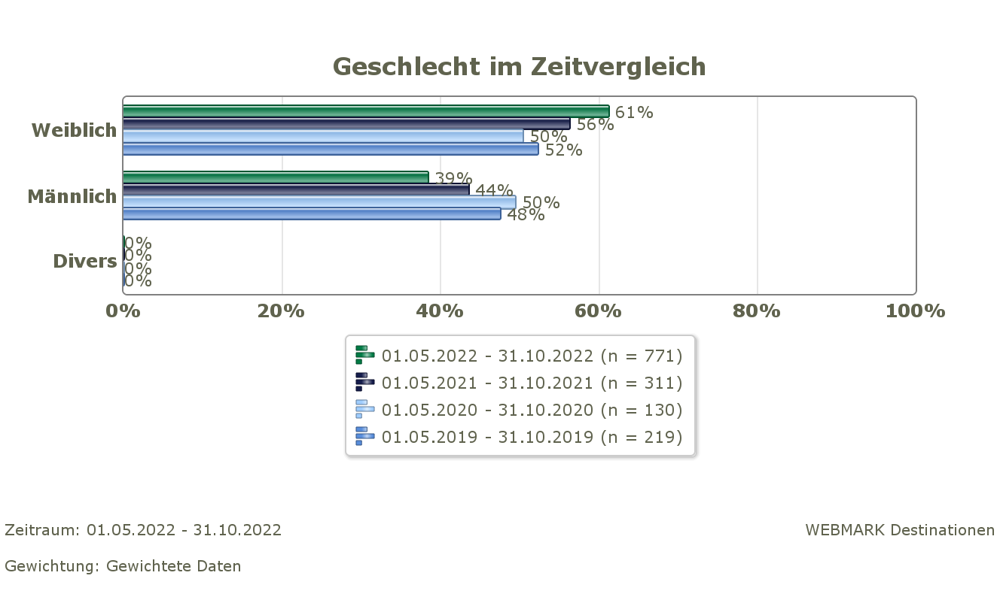 Geschlecht im Zeitvergleich
Weiblich
61%
56%
50%
52%
Männlich
39%
44%
50%
48%
Divers
0%
0%
0%
0%
0% 20% 40% 60% 80% 100%
01.05.2022 - 31.10.2022 (n = 771)
01.05.2021 - 31.10.2021 (n = 311)
01.05.2020 - 31.10.2020 (n = 130)
01.05.2019 - 31.10.2019 (n = 219)
Zeitraum: 01.05.2022 - 31.10.2022
WEBMARK Destinationen
Gewichtung: Gewichtete Daten